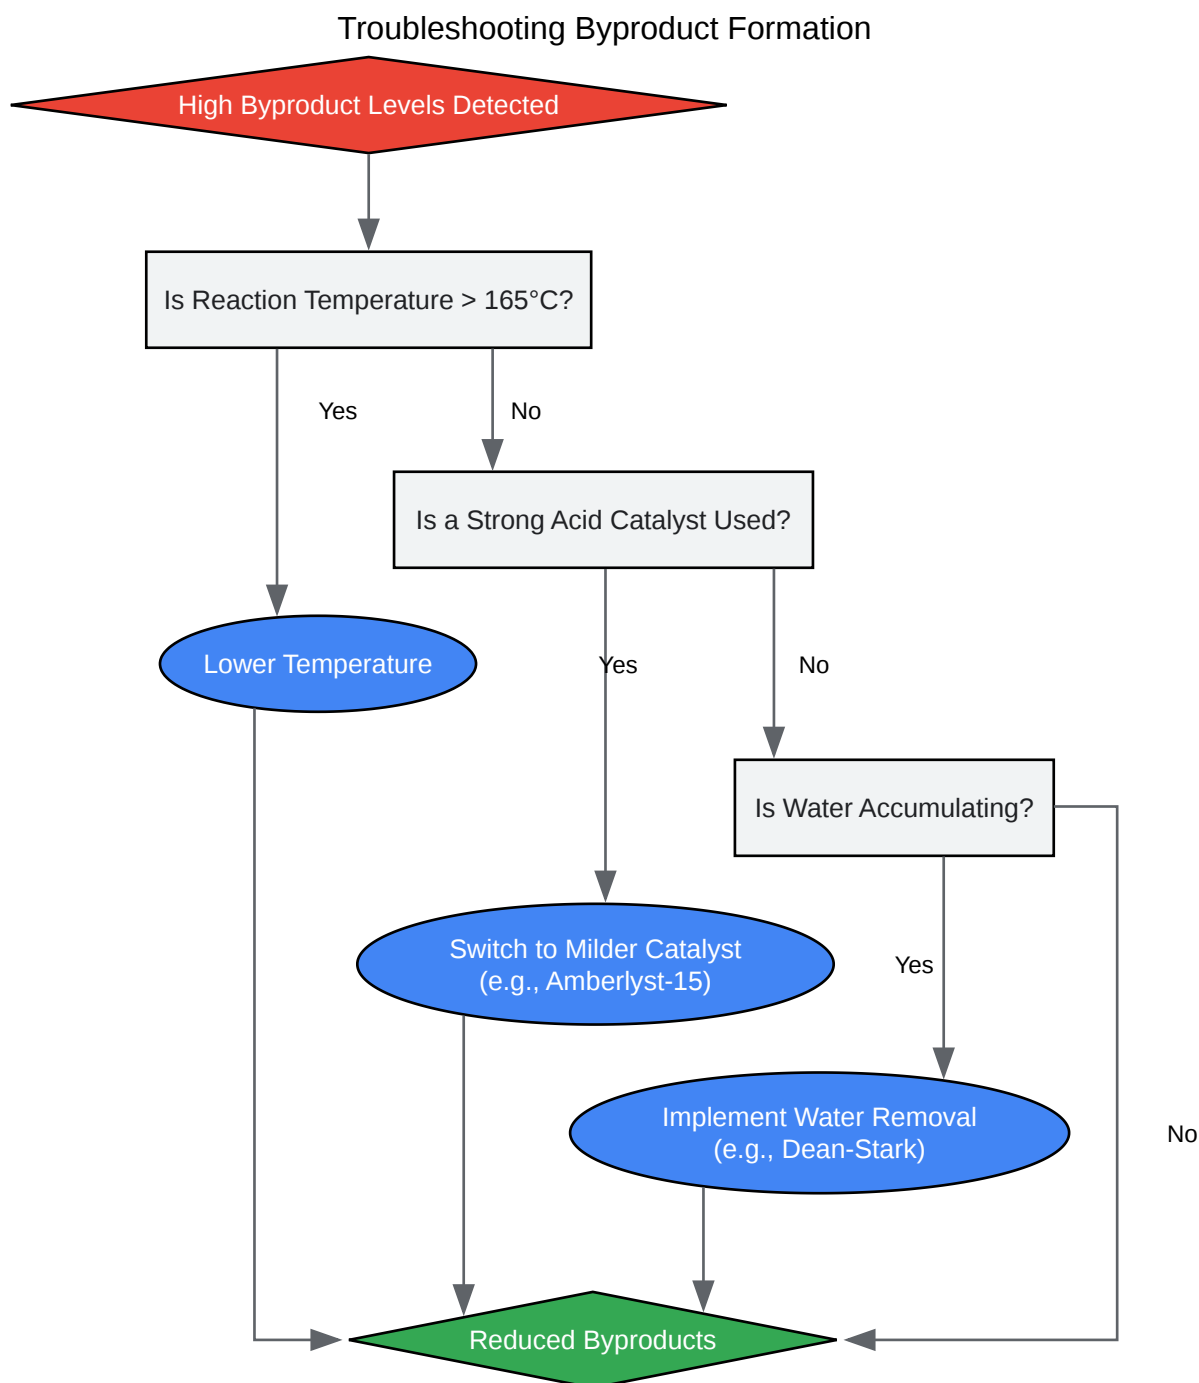 Troubleshooting Byproduct Formation
High Byproduct Levels Detected
Is Reaction Temperature > 165°C?
Yes
No
Is a Strong Acid Catalyst Used?
Lower Temperature
Yes
No
Is Water Accumulating?
Switch to Milder Catalyst
(e.g., Amberlyst-15)
Yes
Implement Water Removal
(e.g., Dean-Stark)
No
Reduced Byproducts